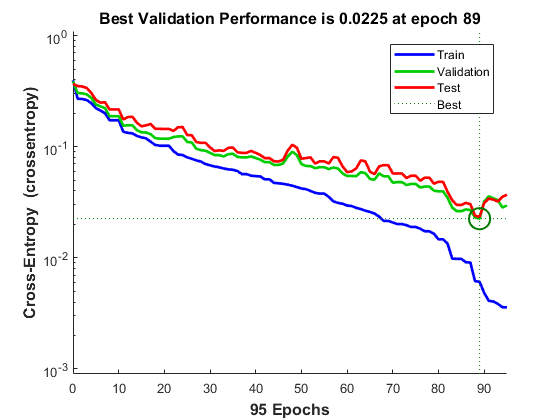 Best Validation Performance is 0.0225 at epoch 89
Cross-Entropy (crossentropy)
10^0
10^-1
10^-2
10^-3
Train
Validation
Test
Best
0 10 20 30 40 50 60 70 80 90
95 Epochs